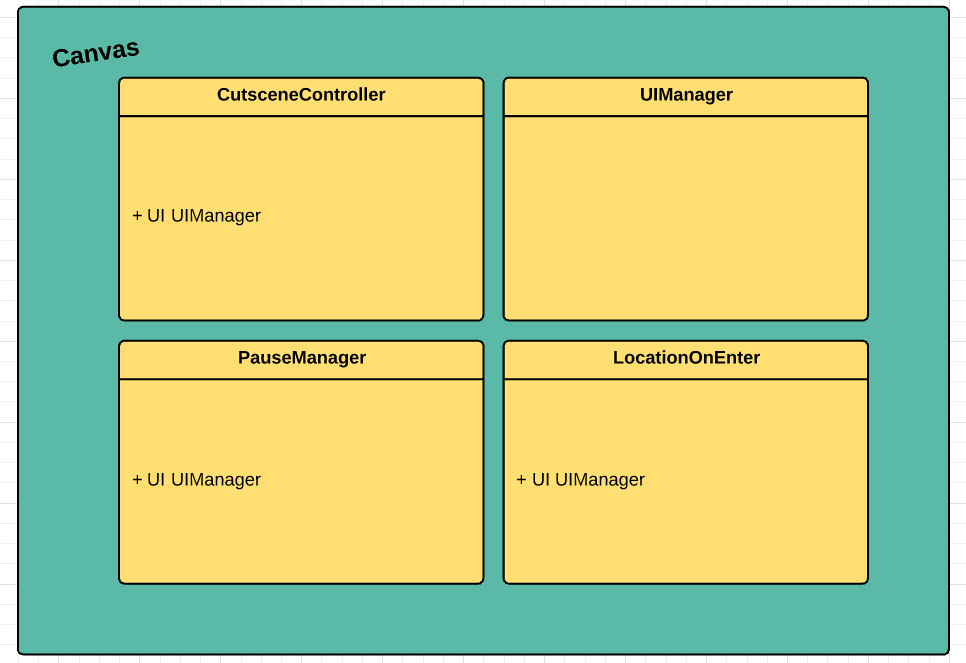 Canvas
CutsceneController
UIManager
+ UI UIManager
PauseManager
LocationOnEnter
+ UI UIManager
+ UI UIManager